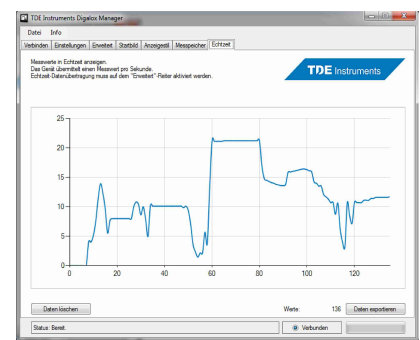 TDE Instruments Digalox Manager
Datei Info
Verbinden Einstellungen Erweitert Startbild Anzeigestil Messspeicher Echtzeit
Messwerte in Echtzeit anzeigen.
Das Gerät übermittelt einen Messwert pro Sekunde.
Echtzeit-Datenübertragung muss auf dem "Erweitert"-Reiter aktiviert werden.
TDE Instruments
25
20
15
10
5
0
0 20 40 60 80 100 120
Daten löschen Werte: 136 Daten exportieren
Status: Bereit. Verbunden